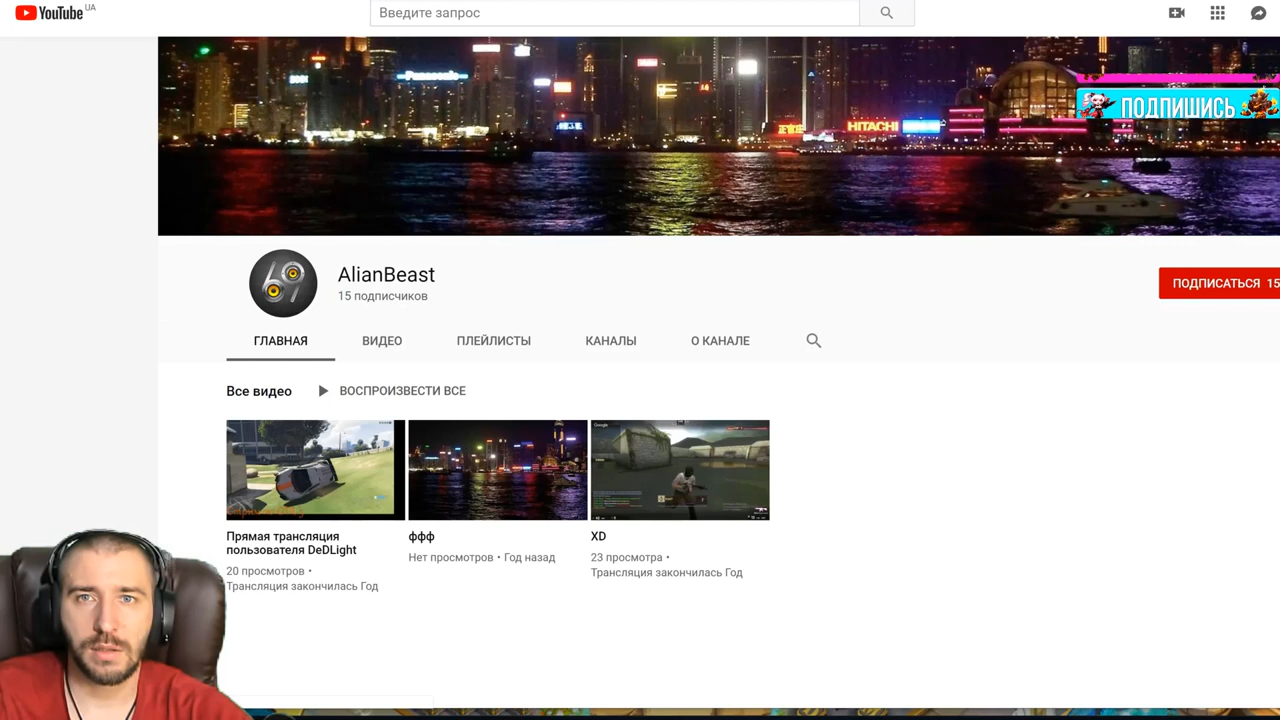 YouTube UA
Введите запрос
Panasonic
HITACHI
ПОДПИШИСЬ
AlianBeast
15 подписчиков
ПОДПИСАТЬСЯ 15
ГЛАВНАЯ
ВИДЕО
ПЛЕЙЛИСТЫ
КАНАЛЫ
О КАНАЛЕ
Все видео
ВОСПРОИЗВЕСТИ ВСЕ
Прямая трансляция
пользователя DeDLight
20 просмотров •
Трансляция закончилась Год
ффф
Нет просмотров • Год назад
XD
23 просмотра •
Трансляция закончилась Год